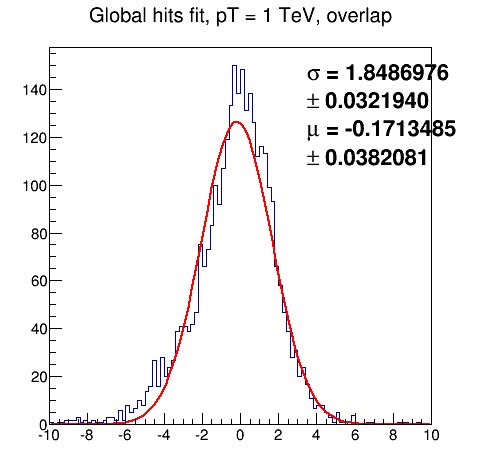 Global hits fit, pT = 1 TeV, overlap
σ = 1.8486976
± 0.0321940
μ = -0.1713485
± 0.0382081
140
120
100
80
60
40
20
0
-10 -8 -6 -4 -2 0 2 4 6 8 10